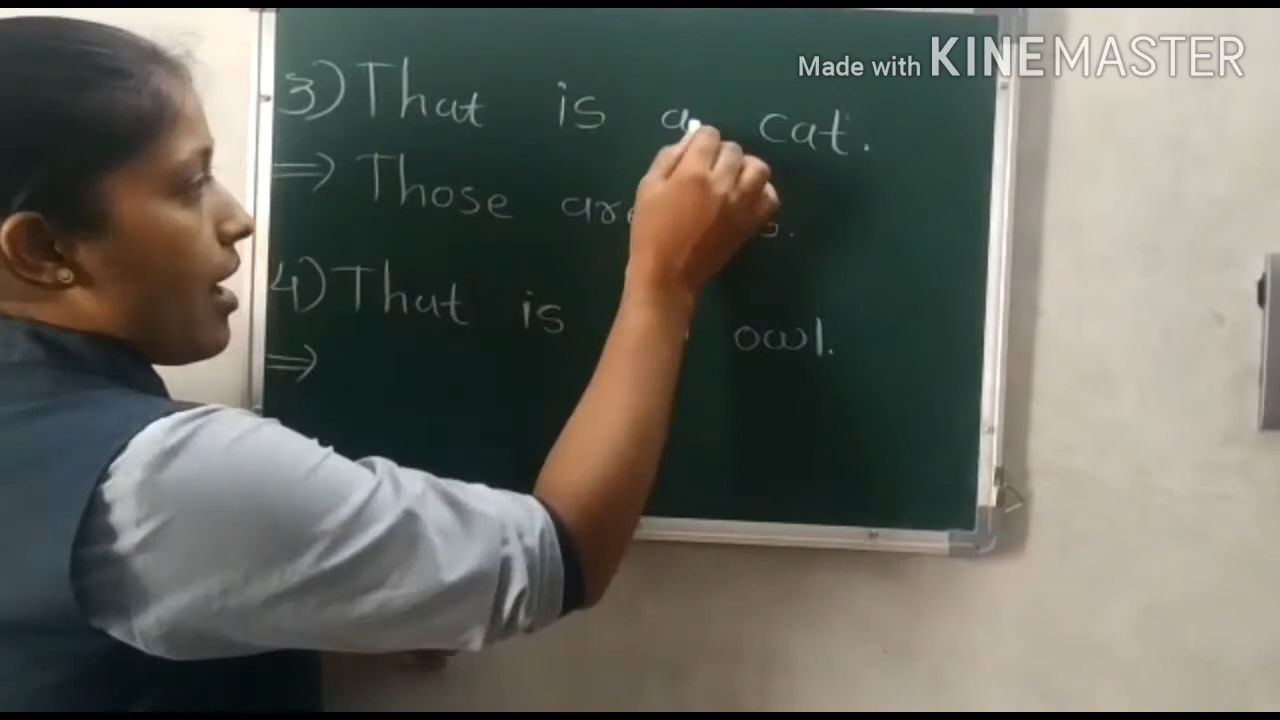 Made with KINEMASTER
3) That is a cat.
⇒ Those are
4) That is owl.
⇒